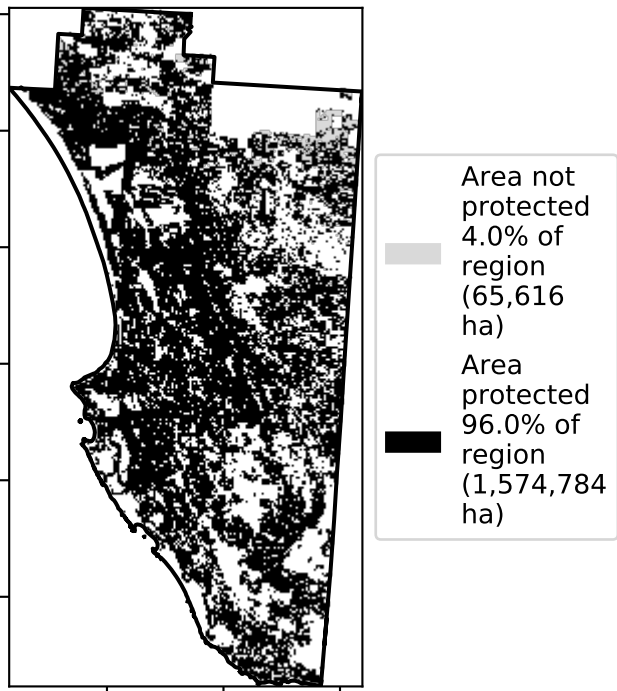 Area not
protected
4.0% of
region
(65,616
ha)
Area
protected
96.0% of
region
(1,574,784
ha)